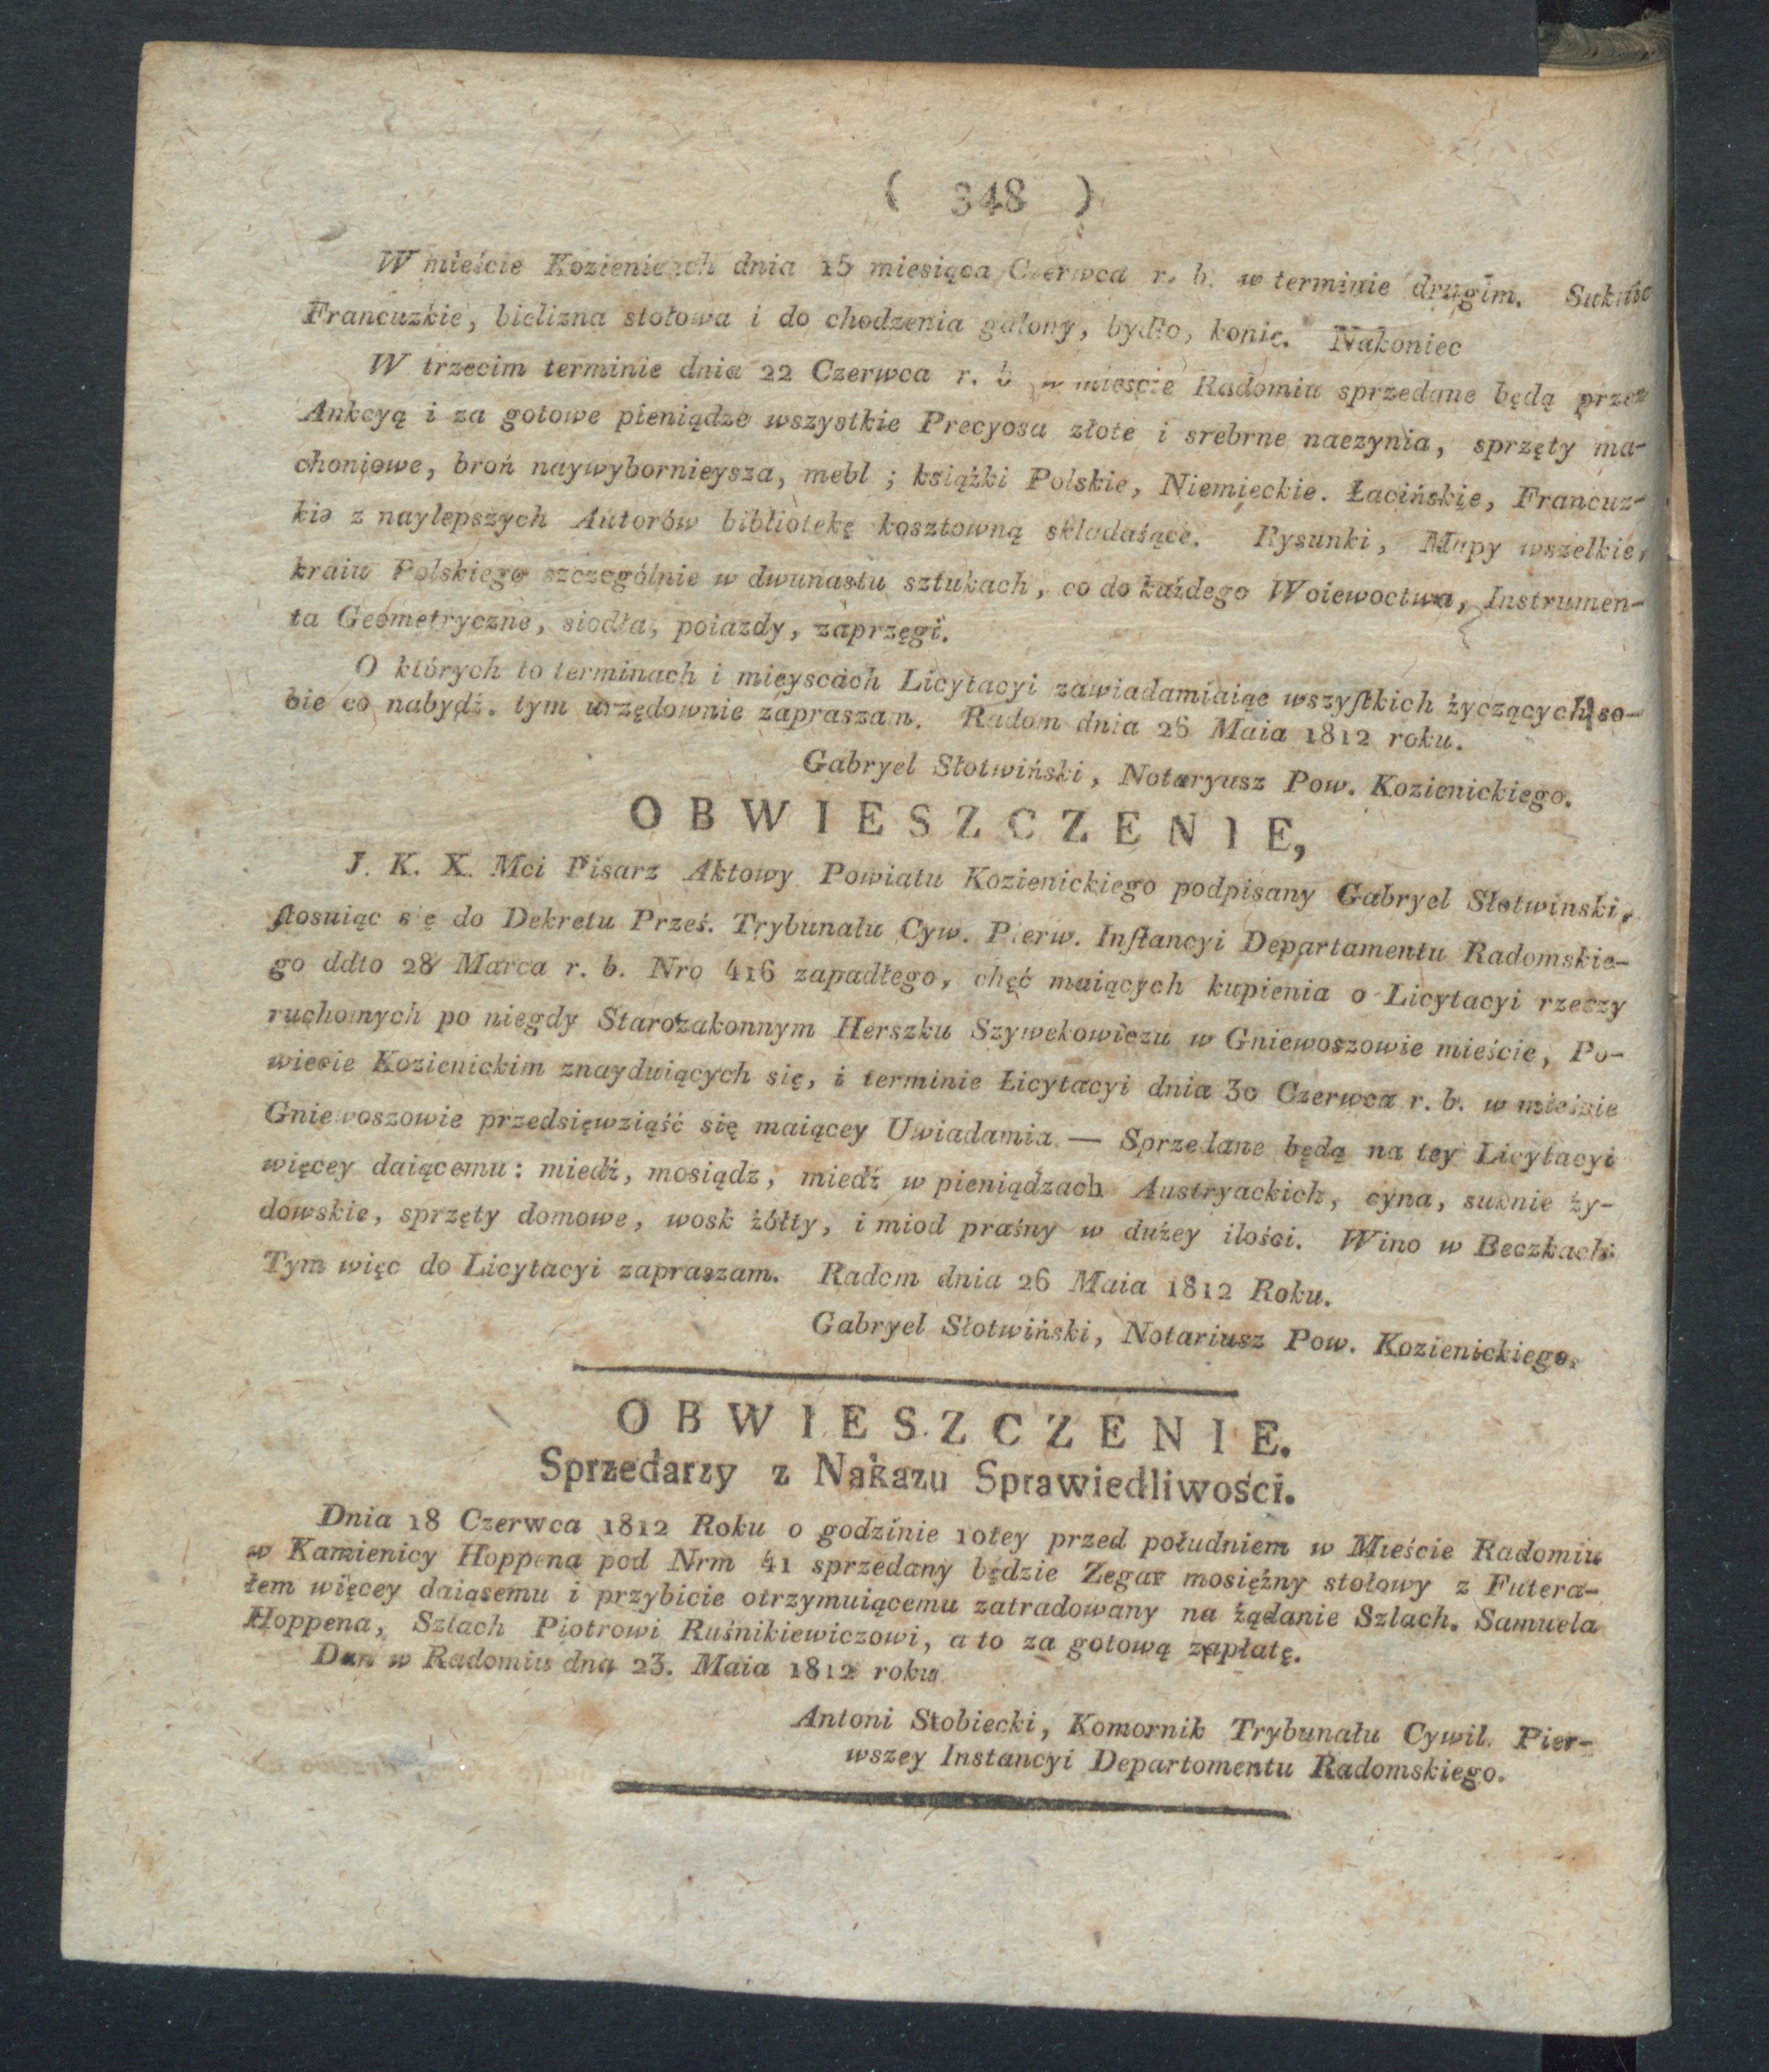 ( 348 )
W mieście Kozienicach dnia 15 miesiąca Czerwca r. b. w terminie drugim. Suknie
Francuzkie, bielizna stołowa i do chodzenia galony, bydło, konie. Nakoniec
W trzecim terminie dnia 22 Czerwca r. b w mieście Radomiu sprzedane będą przez
Ankcyą i za gotowe pieniądze wszystkie Precyosa złote i srebrne naczynia, sprzęty ma-
choniowe, broń naywybornieysza, mebl ; książki Polskie, Niemieckie. Łacińskie, Francuz-
kie z naylepszych Autorów bibliotekę kosztowną składaśące. Rysunki, Mapy wszelkie,
kraiu Polskiego szczególnie w dwunastu sztukach, co do każdego Woiewoctwa, Instrumen-
ta Geometryczne, siodła, poiazdy, zaprzęgi.
O których to terminach i mieyscach Licytacyi zawiadamiaiąc wszyſtkich życzących so-
bie co nabydź. tym urzędownie zapraszam. Radom dnia 26 Maia 1812 roku.
Gabryel Słotwiński, Notaryusz Pow. Kozienickiego.
OBWIESZCZENIE,
J. K. X. Mci Pisarz Aktowy Powiatu Kozienickiego podpisany Gabryel Słotwinski,
ſtosuiąc się do Dekretu Prześ. Trybunału Cyw. Pierw. Inſtancyi Departamentu Radomskie-
go ddto 28 Marca r. b. Nro 416 zapadłego, chęć maiących kupienia o Licytacyi rzeczy
ruchomych po niegdy Starozakonnym Herszku Szywekowiczu w Gniewoszowie mieście, Po-
wiecie Kozienickim znayduiących się, i terminie Łicytacyi dnia 30 Czerwca r. b. w mieście
Gniewoszowie przedsięwziąść się maiącey Uwiadamia — Sprzedane będą na tey Licytacyi
więcey daiącemu: miedź, mosiądz, miedź w pieniądzach Austryackich, cyna, suknie ży-
dowskie, sprzęty domowe, wosk żółty, i miod praśny w dużey ilości. Wino w Beczkach
Tym więc do Licytacyi zapraszam. Radom dnia 26 Maia 1812 Roku.
Gabryel Słotwiński, Notariusz Pow. Kozienickiego.
OBWIESZCZENIE.
Sprzedarzy z Nakazu Sprawiedliwości.
Dnia 18 Czerwca 1812 Roku o godzinie 10tey przed południem w Mieście Radomiu
w Kamienicy Hoppena pod Nrm 41 sprzedany będzie Zegar mosiężny stołowy z Futera-
łem więcey daiąsemu i przybicie otrzymuiącemu zatradowany na żądanie Szlach. Samuela
Hoppena, Szlach Piotrowi Ruśnikiewiczowi, a to za gotową zapłatę.
Dan w Radomiu dna 23. Maia 1812 roku
Antoni Stobiecki, Komornik Trybunału Cywil. Pier-
wszey Instancyi Departomentu Radomskiego.